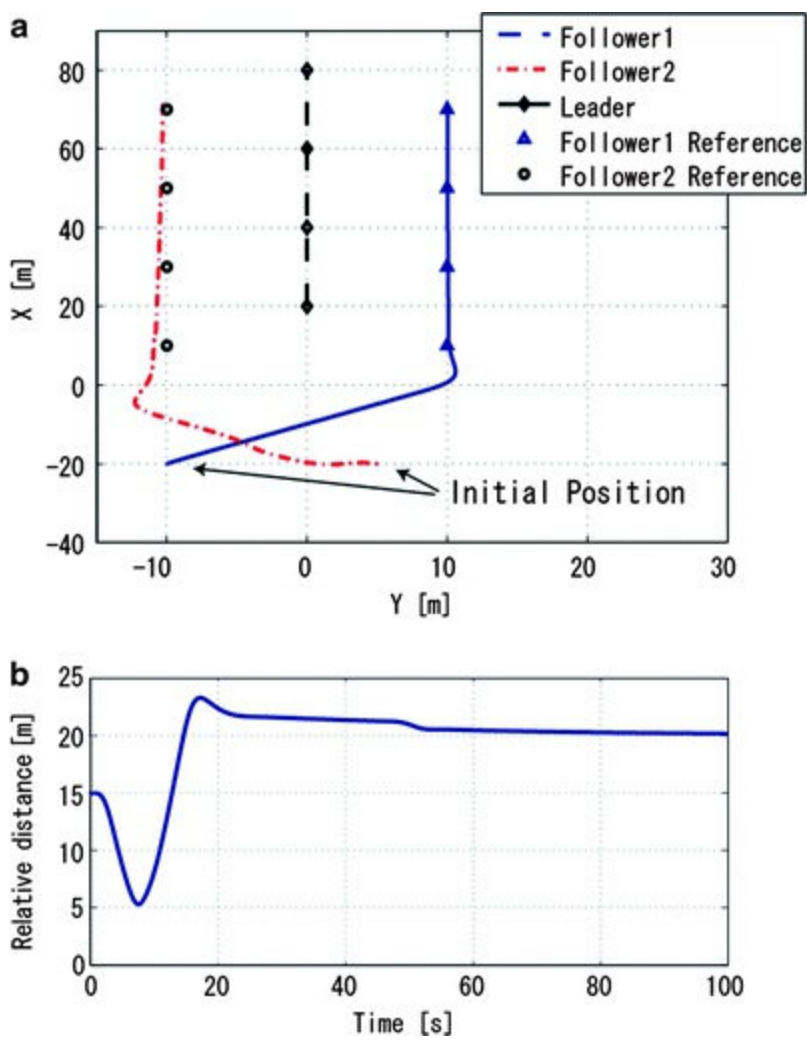 a
Follower1
Follower2
Leader
Follower1 Reference
Follower2 Reference
80
60
40
20
0
-20
-40
X [m]
Initial Position
-10 0 10 20 30
Y [m]
b
25
20
15
10
5
0
Relative distance [m]
0 20 40 60 80 100
Time [s]